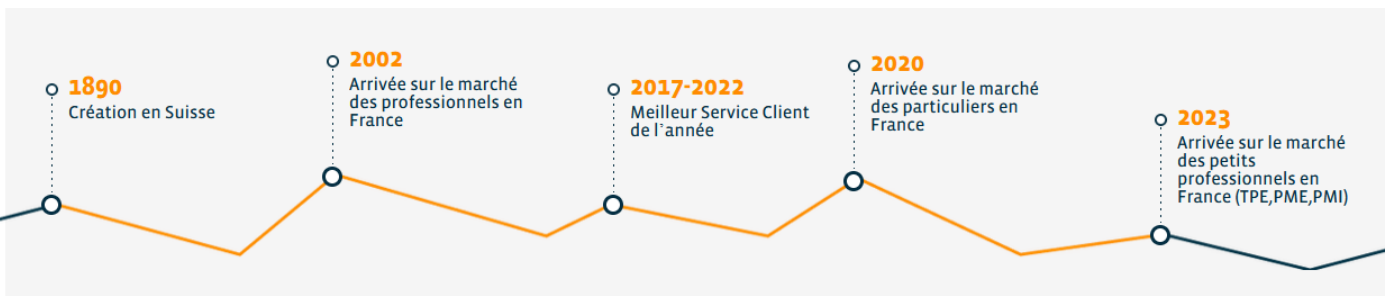 1890
Création en Suisse
2002
Arrivée sur le marché
des professionnels en
France
2017-2022
Meilleur Service Client
de l'année
2020
Arrivée sur le marché
des particuliers en
France
2023
Arrivée sur le marché
des petits
professionnels en
France (TPE,PME,PMI)